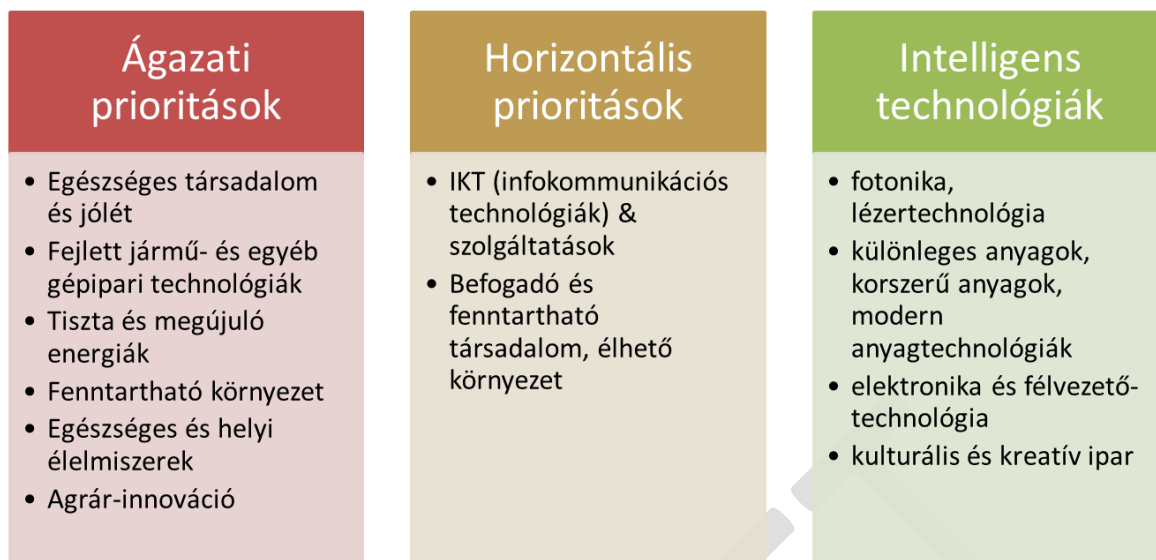 Ágazati
prioritások
• Egészséges társadalom
és jólét
• Fejlett jármű- és egyéb
gépipari technológiák
• Tiszta és megújuló
energiák
• Fenntartható környezet
• Egészséges és helyi
élelmiszerek
• Agrár-innováció
Horizontális
prioritások
• IKT (infokommunikációs
technológiák) &
szolgáltatások
• Befogadó és
fenntartható
társadalom, élhető
környezet
Intelligens
technológiák
• fotonika,
lézertechnológia
• különleges anyagok,
korszerű anyagok,
modern
anyagtechnológiák
• elektronika és félvezető-
technológia
• kulturális és kreatív ipar